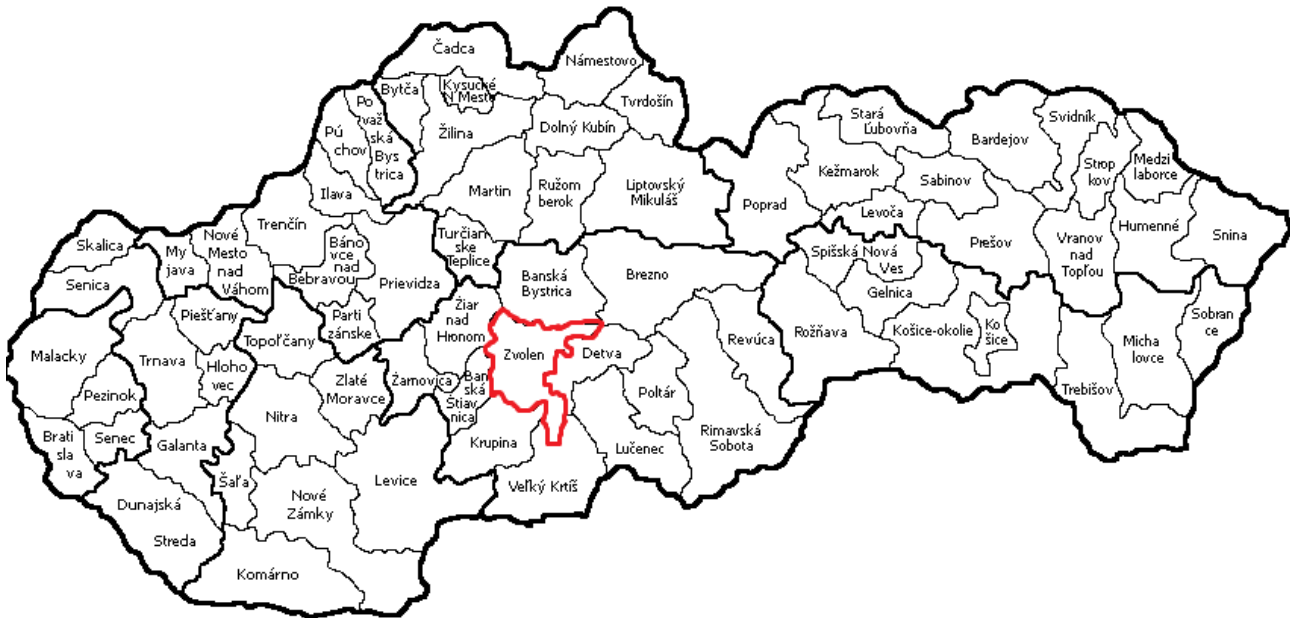 Čadca
Námestovo
Bytča
Kysucké
N Mesto
Tvrdošín
Po
važ
ská
Bys
trica
Pú
chov
Žilina
Dolný Kubín
Stará
Ľubovňa
Bardejov
Svidník
Strop
kov
Medzi
laborce
Ilava
Martin
Ružom
berok
Liptovský
Mikuláš
Kežmarok
Sabinov
Poprad
Levoča
Trenčín
Turčian
ske
Teplice
Prešov
Humenné
Snina
Vranov
nad
Topľou
Skalica
My
java
Nové
Mesto
nad
Váhom
Báno
vce nad
Bebravou
Prievidza
Spišská Nová
Ves
Senica
Banská
Bystrica
Brezno
Gelnica
Piešťany
Parti
zánske
Žiar
nad
Hronom
Košice-okolie
Ko
šice
Sobran
ce
Malacky
Trnava
Topoľčany
Zvolen
Detva
Revúca
Rožňava
Micha
lovce
Hloho
vec
Zlaté
Moravce
Žarnovica
Ban
ská
Štiav
nica
Poltár
Trebišov
Pezinok
Nitra
Brati
sla
va
Senec
Galanta
Krupina
Lučenec
Rimavská
Sobota
Šaľa
Levice
Veľký Krtíš
Dunajská
Streda
Nové
Zámky
Komárno